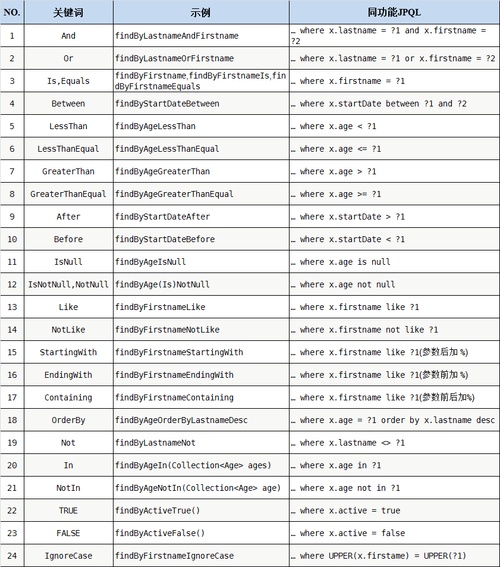 NO. 关键词 示例 同功能JPQL
1 And findByLastnameAndFirstname … where x.lastname = ?1 and x.firstname =
?2
2 Or findByLastnameOrFirstname … where x.lastname = ?1 or x.firstname = ?2
3 Is,Equals findByFirstname,findByFirstnameIs,fin
dByFirstnameEquals … where x.firstname = ?1
4 Between findByStartDateBetween … where x.startDate between ?1 and ?2
5 LessThan findByAgeLessThan … where x.age < ?1
6 LessThanEqual findByAgeLessThanEqual … where x.age <= ?1
7 GreaterThan findByAgeGreaterThan … where x.age > ?1
8 GreaterThanEqual findByAgeGreaterThanEqual … where x.age >= ?1
9 After findByStartDateAfter … where x.startDate > ?1
10 Before findByStartDateBefore … where x.startDate < ?1
11 IsNull findByAgeIsNull … where x.age is null
12 IsNotNull,NotNull findByAge(Is)NotNull … where x.age not null
13 Like findByFirstnameLike … where x.firstname like ?1
14 NotLike findByFirstnameNotLike … where x.firstname not like ?1
15 StartingWith findByFirstnameStartingWith … where x.firstname like ?1(参数后加 %)
16 EndingWith findByFirstnameEndingWith … where x.firstname like ?1(参数前加 %)
17 Containing findByFirstnameContaining … where x.firstname like ?1(参数前后加%)
18 OrderBy findByAgeOrderByLastnameDesc … where x.age = ?1 order by x.lastname desc
19 Not findByLastnameNot … where x.lastname <> ?1
20 In findByAgeIn(Collection<Age> ages) … where x.age in ?1
21 NotIn findByAgeNotIn(Collection<Age> age) … where x.age not in ?1
22 TRUE findByActiveTrue() … where x.active = true
23 FALSE findByActiveFalse() … where x.active = false
24 IgnoreCase findByFirstnameIgnoreCase … where UPPER(x.firstame) = UPPER(?1)